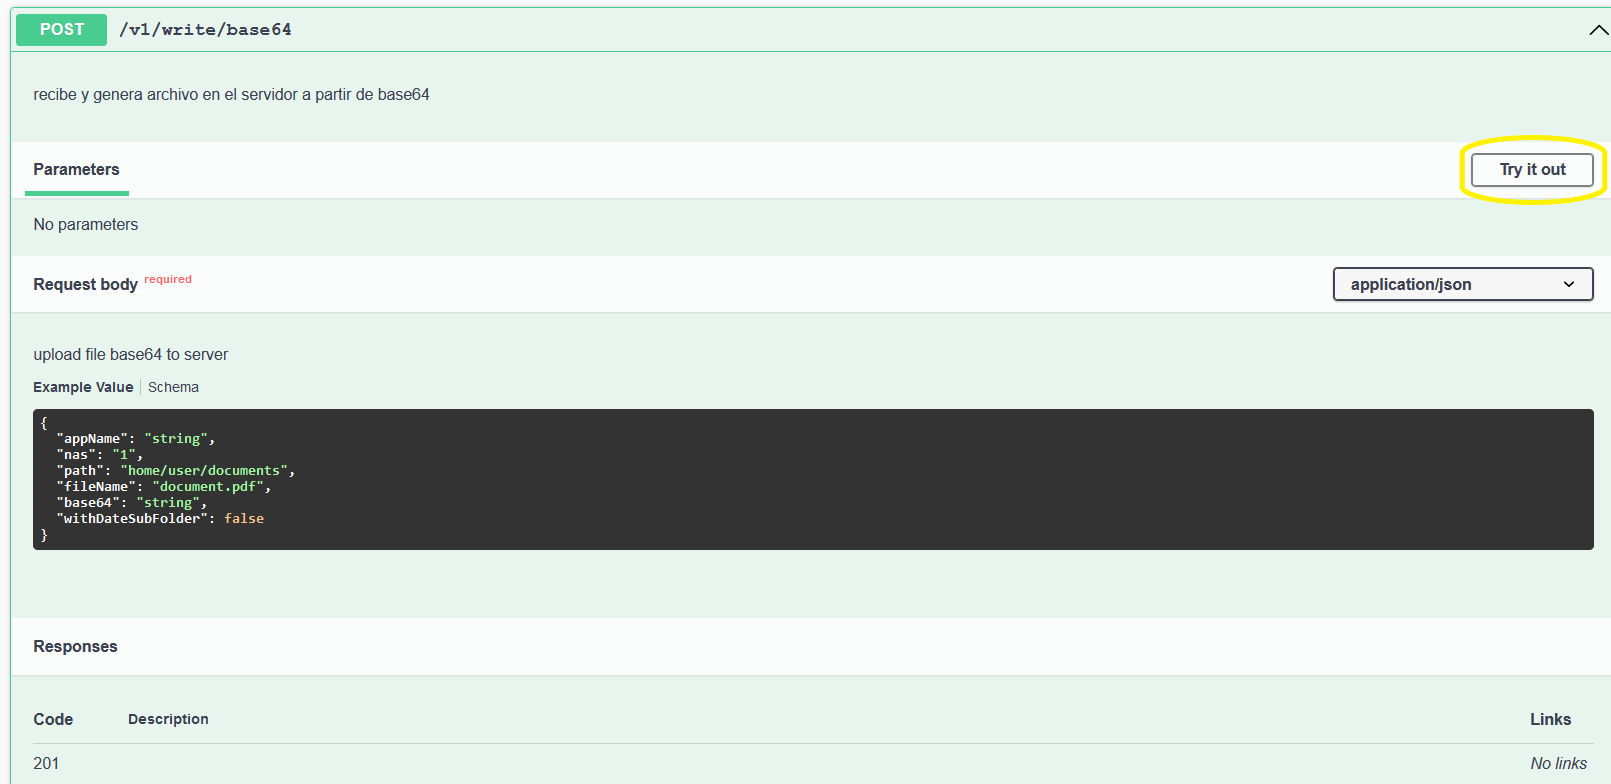 POST /v1/write/base64
recibe y genera archivo en el servidor a partir de base64
Parameters
Try it out
No parameters
Request body required
application/json
upload file base64 to server
Example Value Schema
{
  "appName": "string",
  "nas": "1",
  "path": "home/user/documents",
  "fileName": "document.pdf",
  "base64": "string",
  "withDateSubFolder": false
}
Responses
Code Description Links
201 No links